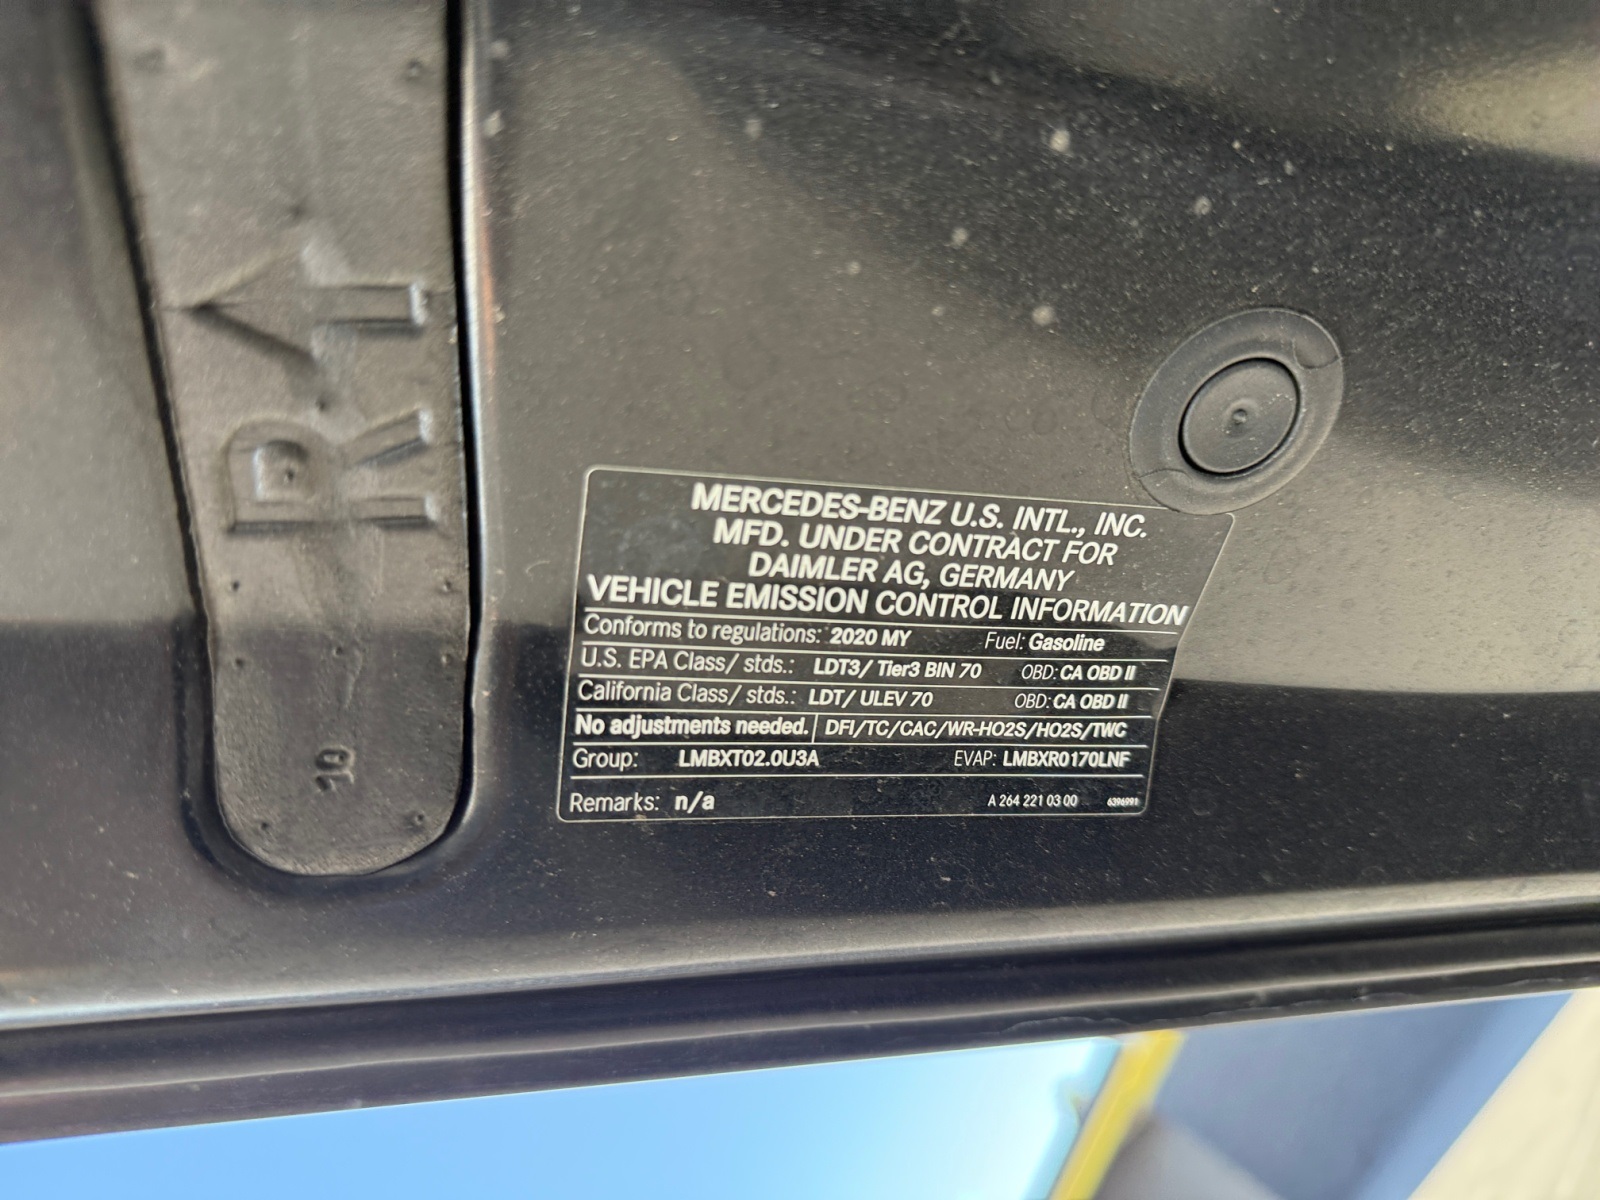 R1
R1
10
MERCEDES-BENZ U.S. INTL., INC.
MFD. UNDER CONTRACT FOR
DAIMLER AG, GERMANY
VEHICLE EMISSION CONTROL INFORMATION
Conforms to regulations: 2020 MY Fuel: Gasoline
U.S. EPA Class/ stds.: LDT3/ Tier3 BIN 70 OBD: CA OBD II
California Class/ stds.: LDT/ ULEV 70 OBD: CA OBD II
No adjustments needed. DFI/TC/CAC/WR-HO2S/HO2S/TWC
Group: LMBXT02.0U3A EVAP: LMBXR0170LNF
Remarks: n/a A 264 221 03 00